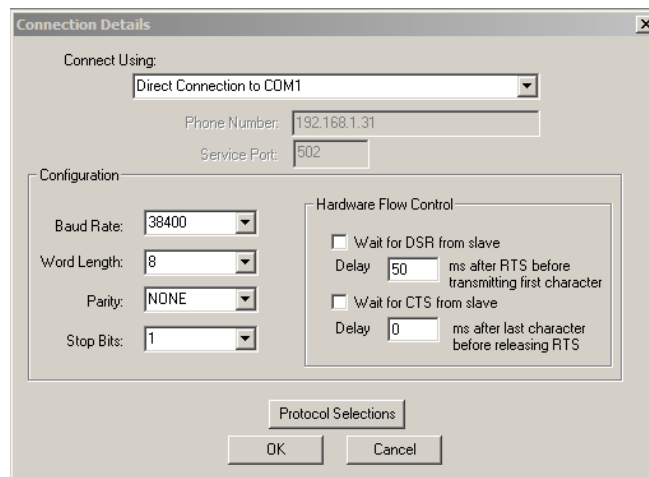 Connection Details
Connect Using:
Direct Connection to COM1
Phone Number: 192.168.1.31
Service Port: 502
Configuration
Baud Rate: 38400
Word Length: 8
Parity: NONE
Stop Bits: 1
Hardware Flow Control
Wait for DSR from slave
Delay 50 ms after RTS before
transmitting first character
Wait for CTS from slave
Delay 0 ms after last character
before releasing RTS
Protocol Selections
OK Cancel